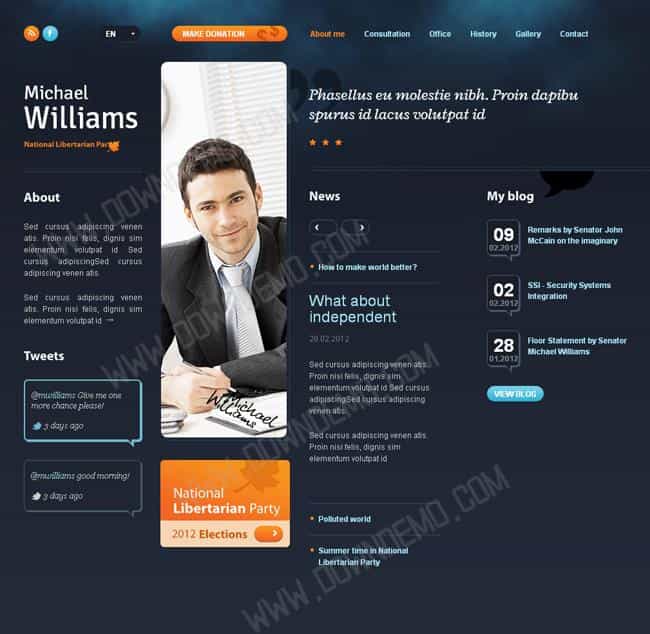 EN
MAKE DONATION
About me
Consultation
Office
History
Gallery
Contact
Michael
Williams
National Libertarian Party
Phasellus eu molestie nibh. Proin dapibu
spurus id lacus volutpat id
About
Sed cursus adipiscing venen
atis. Proin nisi felis, dignis sim
elementum volutpat id Sed
cursus adipiscingSed cursus
adipiscing venen atis.
Sed cursus adipiscing venen
atis. Proin nisi felis, dignis sim
elementum volutpat id →
Tweets
@mwilliams Give me one
more chance please!
3 days ago
@mwilliams good morning!
3 days ago
Michael
Williams
National
Libertarian Party
2012 Elections
News
How to make world better?
What about
independent
28.02.2012
Sed cursus adipiscing venen atis.
Proin nisi felis, dignis sim
elementum volutpat id Sed cursus
adipiscingSed cursus adipiscing
venen atis.
Sed cursus adipiscing venen atis.
Proin nisi felis, dignis sim
elementum volutpat id
Polluted world
Summer time in National
Libertarian Party
My blog
09
02.2012
Remarks by Senator John
McCain on the imaginary
02
02.2012
SSI - Security Systems
Integration
28
01.2012
Floor Statement by Senator
Michael Williams
VIEW BLOG
WWW.DOWNDEMO.COM
WWW.DOWNDEMO.COM
WWW.DOWNDEMO.COM
WWW.DOWNDEMO.COM